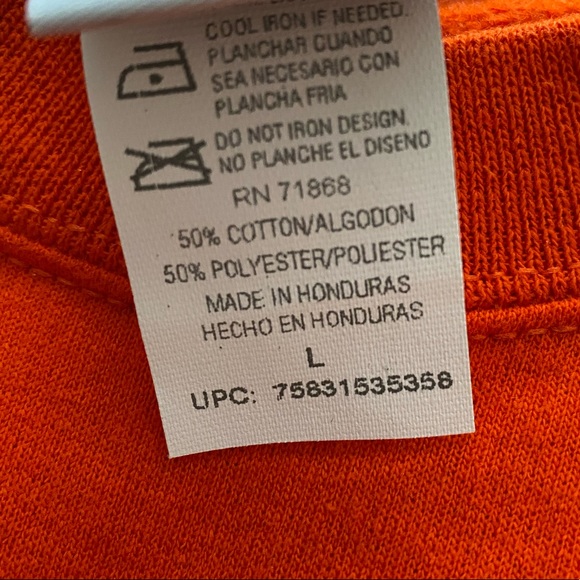 COOL IRON IF NEEDED.
PLANCHAR CUANDO
SEA NECESARIO CON
PLANCHA FRIA
DO NOT IRON DESIGN.
NO PLANCHE EL DISENO
RN 71868
50% COTTON/ALGODON
50% POLYESTER/POLIESTER
MADE IN HONDURAS
HECHO EN HONDURAS
L
UPC: 75831535358